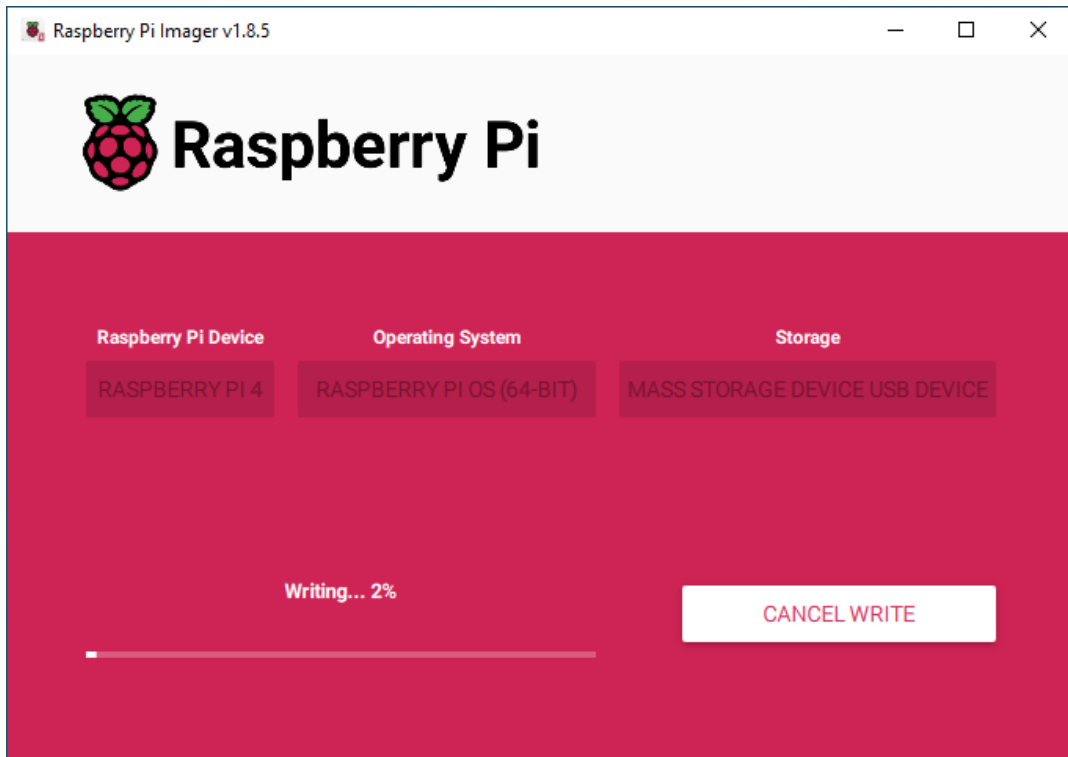 Raspberry Pi Imager v1.8.5
Raspberry Pi
Raspberry Pi Device
Operating System
Storage
RASPBERRY PI 4
RASPBERRY PI OS (64-BIT)
MASS STORAGE DEVICE USB DEVICE
Writing... 2%
CANCEL WRITE